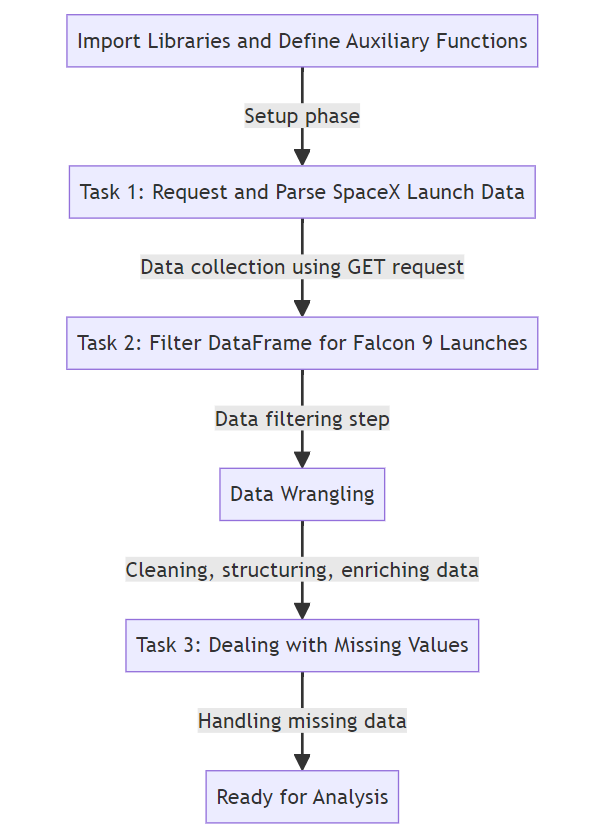 Import Libraries and Define Auxiliary Functions
Setup phase
Task 1: Request and Parse SpaceX Launch Data
Data collection using GET request
Task 2: Filter DataFrame for Falcon 9 Launches
Data filtering step
Data Wrangling
Cleaning, structuring, enriching data
Task 3: Dealing with Missing Values
Handling missing data
Ready for Analysis